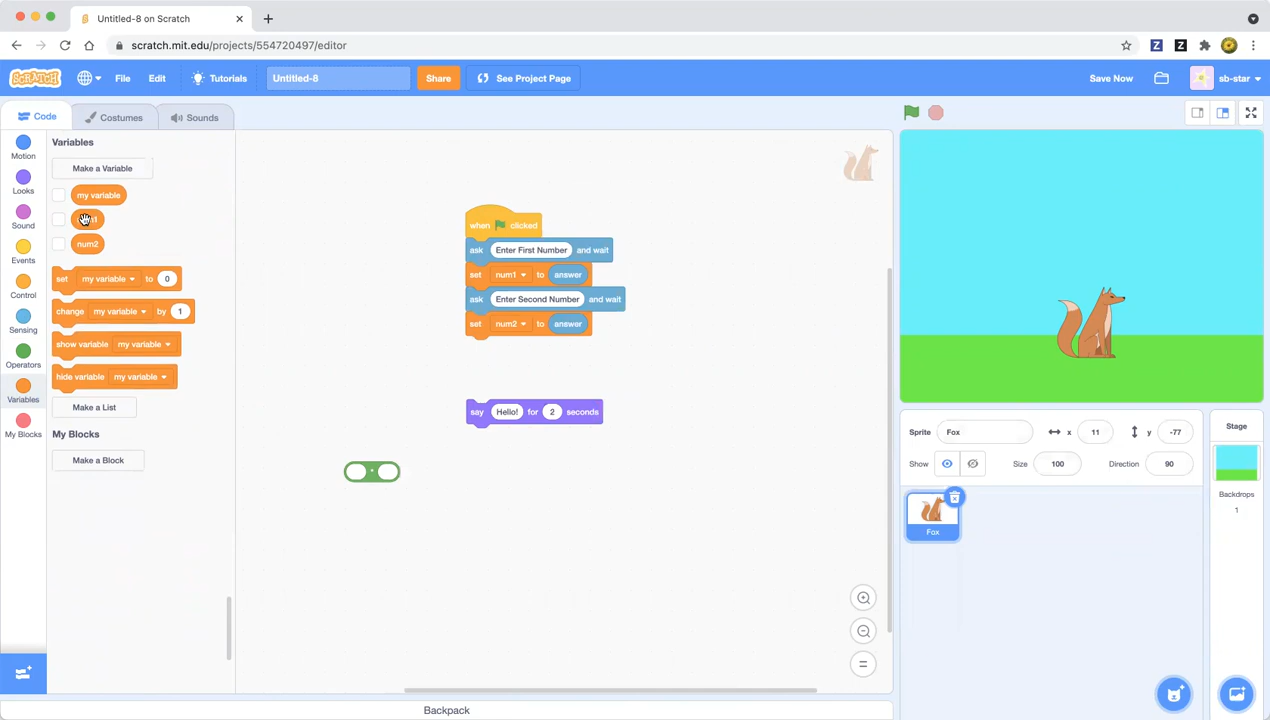 Untitled-8 on Scratch
scratch.mit.edu/projects/554720497/editor
SCRATCH File Edit Tutorials Untitled-8 Share See Project Page Save Now sb-star
Code Costumes Sounds
Motion
Looks
Sound
Events
Control
Sensing
Operators
Variables
My Blocks
Variables
Make a Variable
my variable
num2
set my variable to 0
change my variable by 1
show variable my variable
hide variable my variable
Make a List
My Blocks
Make a Block
when clicked
ask Enter First Number and wait
set num1 to answer
ask Enter Second Number and wait
set num2 to answer
say Hello! for 2 seconds
*
Backpack
Sprite Fox x 11 y -77
Show Size 100 Direction 90
Fox
Stage
Backdrops
1